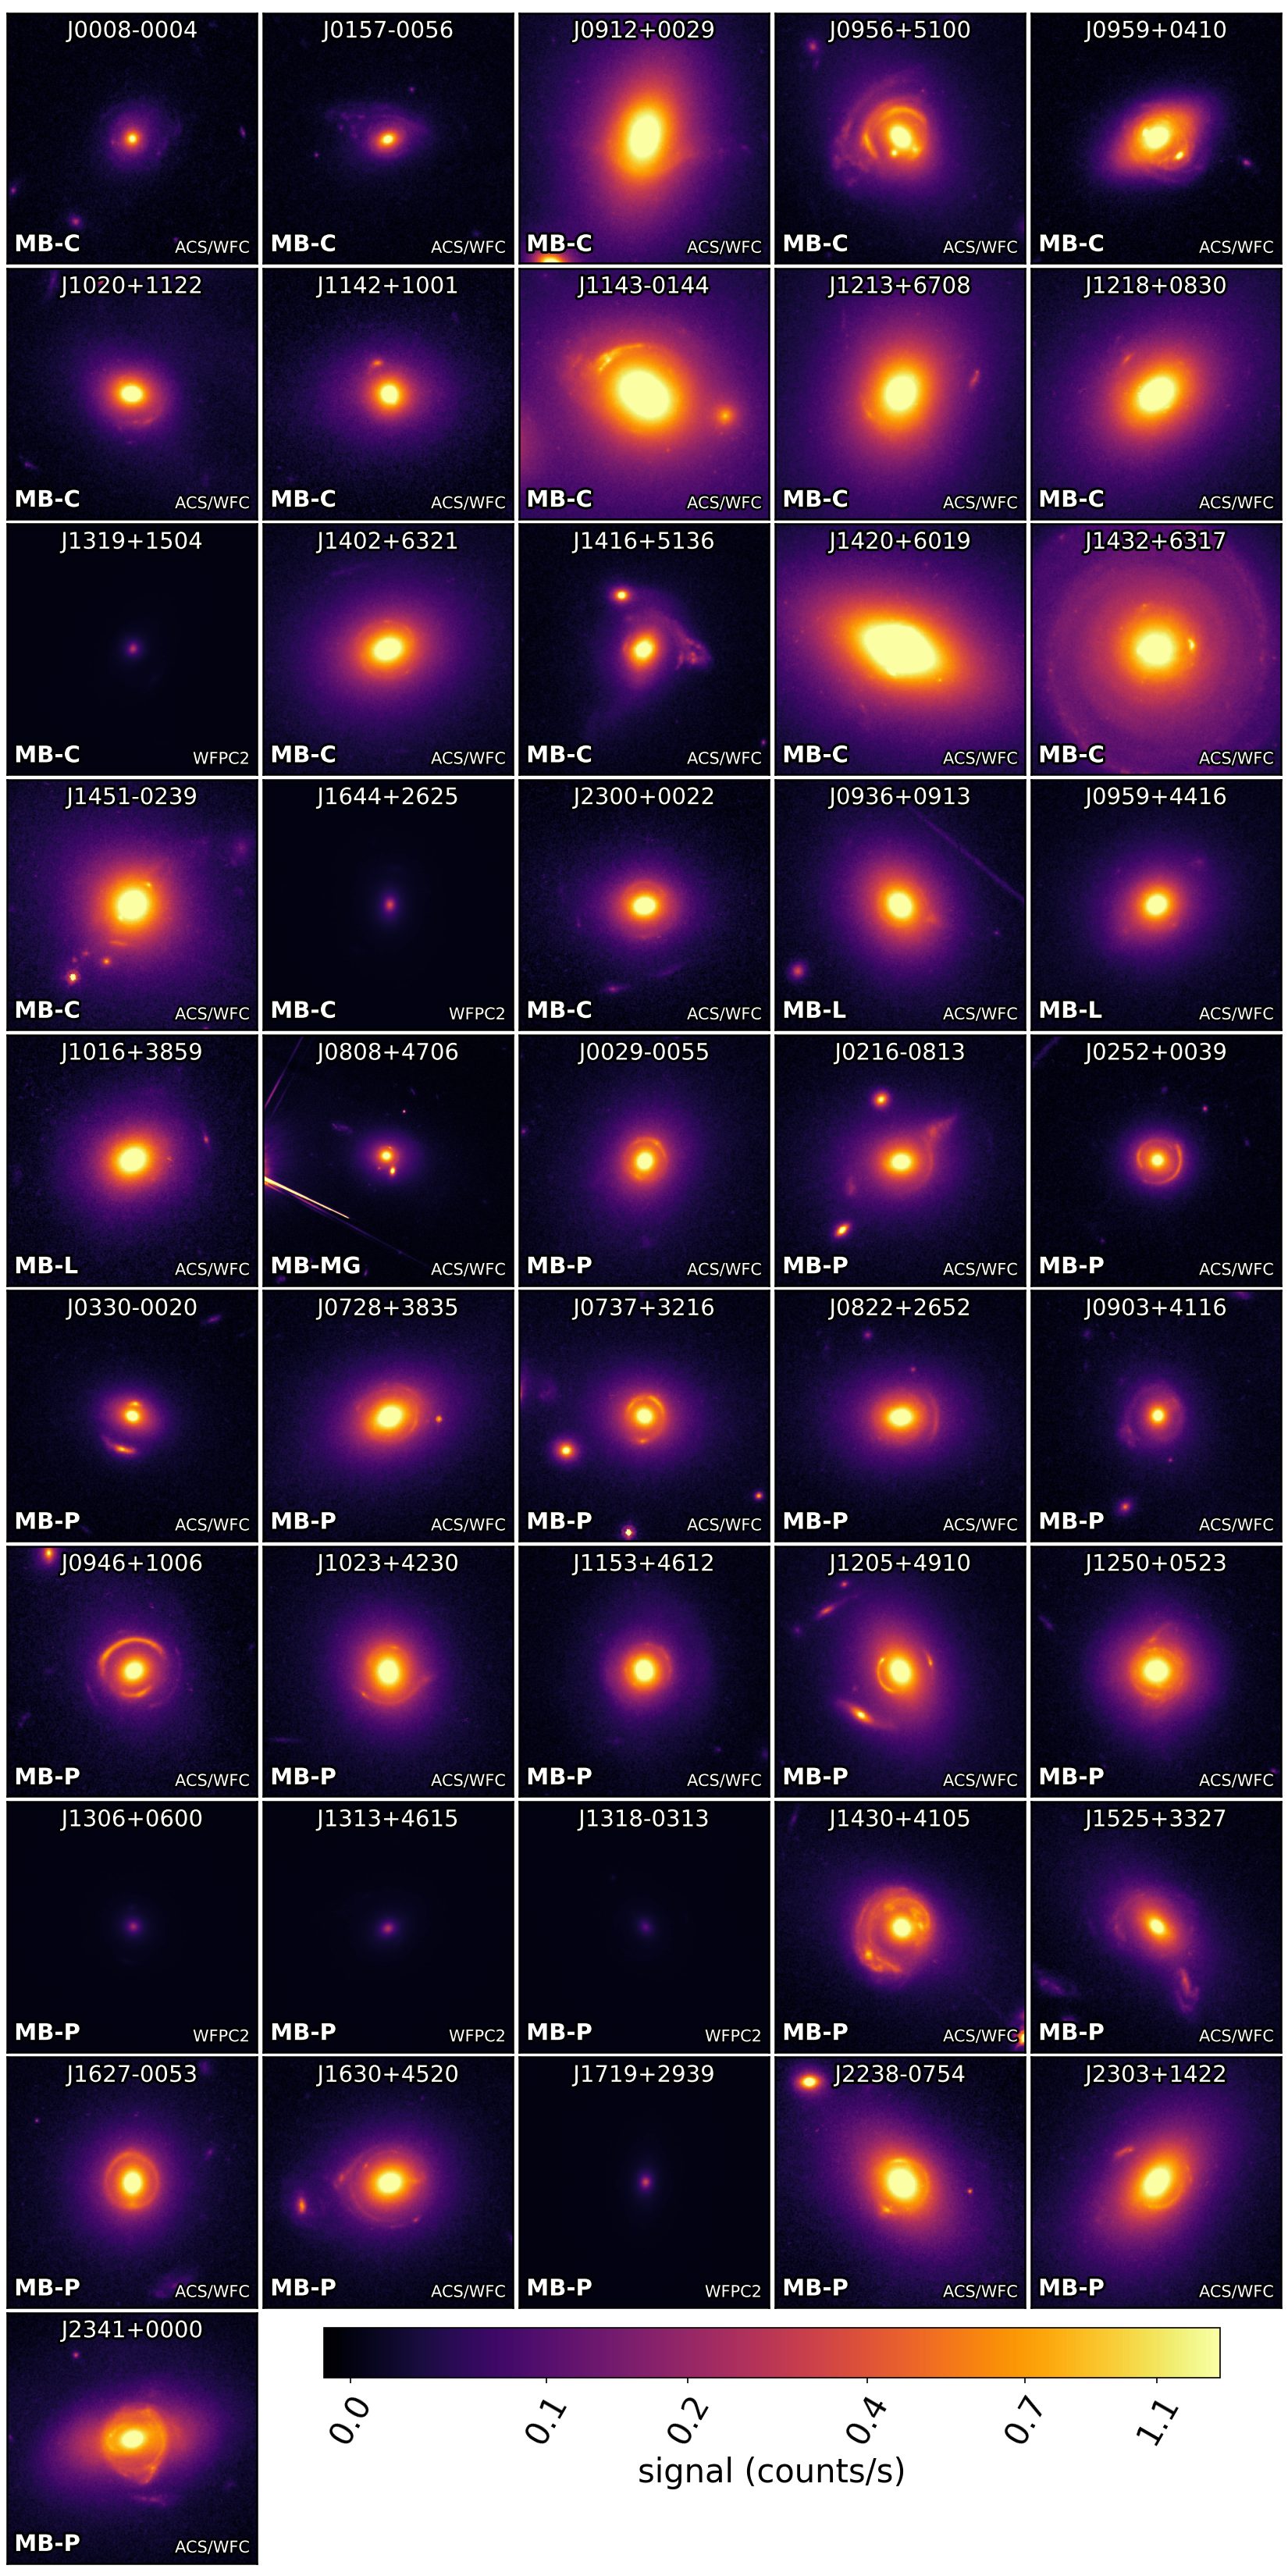 J0008-0004 J0157-0056 J0912+0029 J0956+5100 J0959+0410
MB-C ACS/WFC MB-C ACS/WFC MB-C ACS/WFC MB-C ACS/WFC MB-C ACS/WFC
J1020+1122 J1142+1001 J1143-0144 J1213+6708 J1218+0830
MB-C ACS/WFC MB-C ACS/WFC MB-C ACS/WFC MB-C ACS/WFC MB-C ACS/WFC
J1319+1504 J1402+6321 J1416+5136 J1420+6019 J1432+6317
MB-C WFPC2 MB-C ACS/WFC MB-C ACS/WFC MB-C ACS/WFC MB-C ACS/WFC
J1451-0239 J1644+2625 J2300+0022 J0936+0913 J0959+4416
MB-C ACS/WFC MB-C WFPC2 MB-C ACS/WFC MB-L ACS/WFC MB-L ACS/WFC
J1016+3859 J0808+4706 J0029-0055 J0216-0813 J0252+0039
MB-L ACS/WFC MB-MG ACS/WFC MB-P ACS/WFC MB-P ACS/WFC MB-P ACS/WFC
J0330-0020 J0728+3835 J0737+3216 J0822+2652 J0903+4116
MB-P ACS/WFC MB-P ACS/WFC MB-P ACS/WFC MB-P ACS/WFC MB-P ACS/WFC
J0946+1006 J1023+4230 J1153+4612 J1205+4910 J1250+0523
MB-P ACS/WFC MB-P ACS/WFC MB-P ACS/WFC MB-P ACS/WFC MB-P ACS/WFC
J1306+0600 J1313+4615 J1318-0313 J1430+4105 J1525+3327
MB-P WFPC2 MB-P WFPC2 MB-P WFPC2 MB-P ACS/WFC MB-P ACS/WFC
J1627-0053 J1630+4520 J1719+2939 J2238-0754 J2303+1422
MB-P ACS/WFC MB-P ACS/WFC MB-P WFPC2 MB-P ACS/WFC MB-P ACS/WFC
J2341+0000
MB-P ACS/WFC
0.0 0.1 0.2 0.4 0.7 1.1
signal (counts/s)